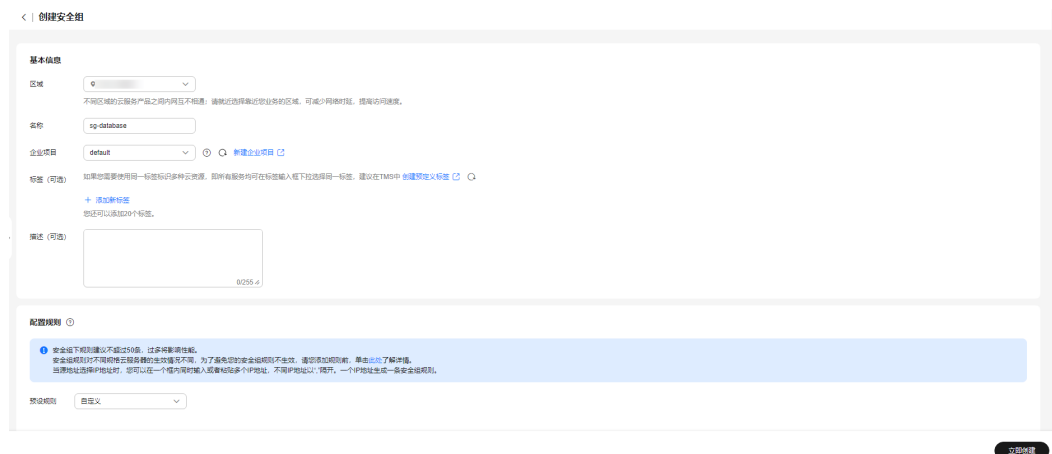 创建安全组
基本信息
区域
不同区域的云服务产品之间内网互不相通；请就近选择靠近您业务的区域，可减少网络时延，提高访问速度。
名称 sg-database
企业项目 default 新建企业项目
标签（可选） 如果您需要使用同一标签标识多种云资源，即所有服务均可在标签输入框下拉选择同一标签，建议在TMS中 创建预定义标签
+ 添加新标签
您还可以添加20个标签。
描述（可选）
0/255
配置规则
安全组下规则建议不超过50条，过多将影响性能。
安全组规则对不同规格云服务器的生效情况不同，为了避免您的安全组规则不生效，请您添加规则前，单击此处了解详情。
当源地址选择IP地址时，您可以在一个框内同时输入或者粘贴多个IP地址，不同IP地址以“,”隔开。一个IP地址生成一条安全组规则。
预设规则 自定义
立即创建